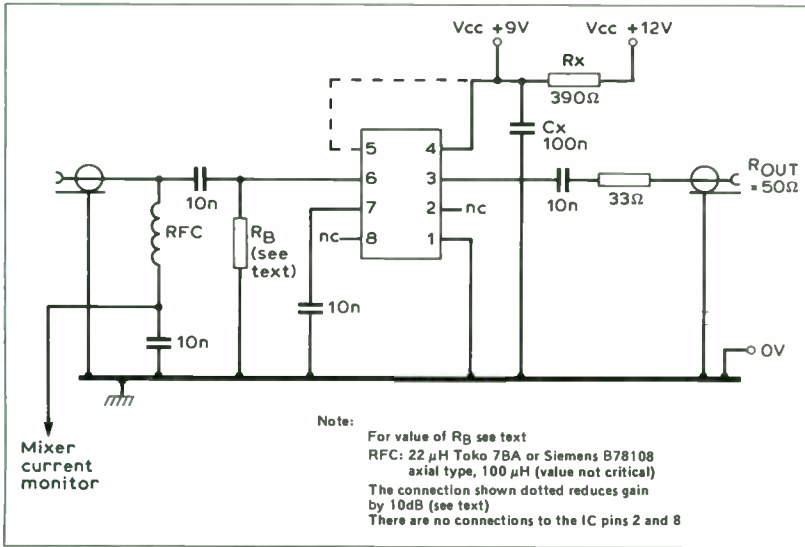 Vcc +9V
Vcc +12V
Rx
390Ω
Cx
100n
5
4
6
3
7
2
8
1
10n
RFC
RB
(see
text)
nc
nc
10n
33Ω
ROUT
= 50Ω
10n
10n
0V
Mixer
current
monitor
Note:
For value of RB see text
RFC: 22 µH Toko 7BA or Siemens B78108
axial type, 100 µH (value not critical)
The connection shown dotted reduces gain
by 10dB (see text)
There are no connections to the IC pins 2 and 8